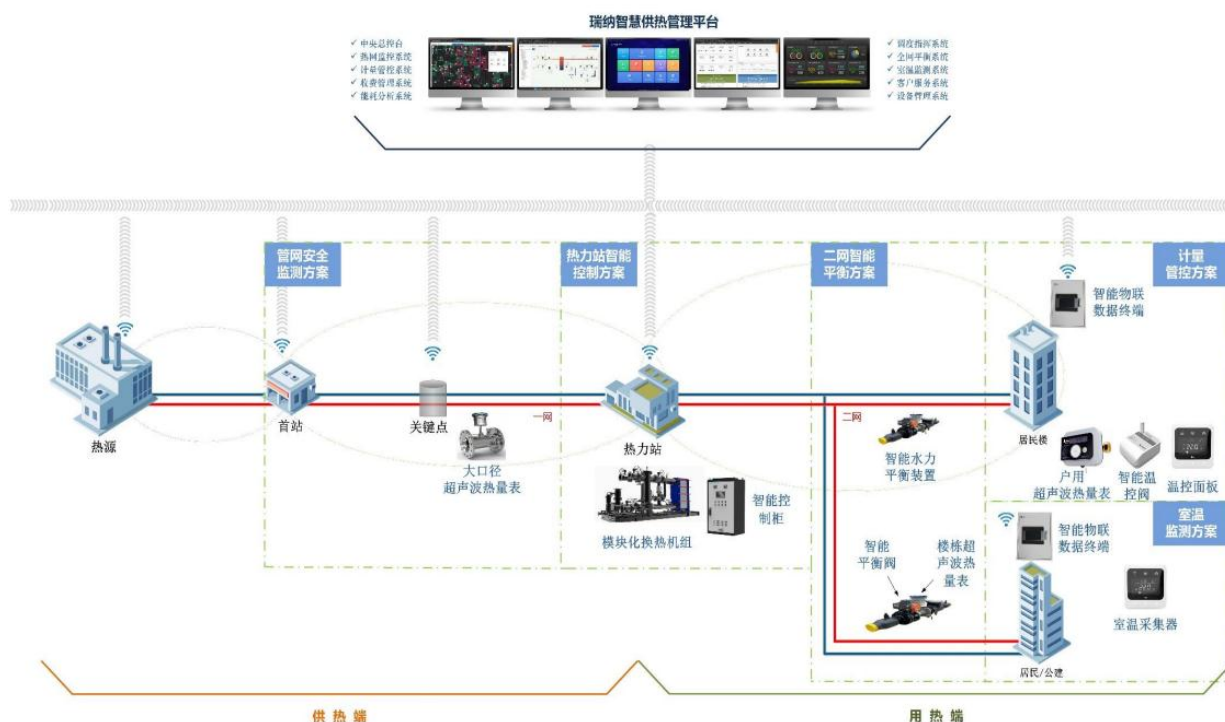 瑞纳智慧供热管理平台
✓ 中央总控台
✓ 热网监控系统
✓ 计量管控系统
✓ 收费管理系统
✓ 能耗分析系统
✓ 调度指挥系统
✓ 全网平衡系统
✓ 室温监测系统
✓ 客户服务系统
✓ 设备管理系统
管网安全
监测方案
热力站智能
控制方案
二网智能
平衡方案
计量
管控方案
智能物联
数据终端
热源
首站
关键点
一网
热力站
二网
居民楼
大口径
超声波热量表
智能水力
平衡装置
户用
超声波热量表
智能温
控阀
温控面板
模块化换热机组
智能控
制柜
室温
监测方案
智能物联
数据终端
智能
平衡阀
楼栋超
声波热
量表
室温采集器
居民/公建
供热端
用热端